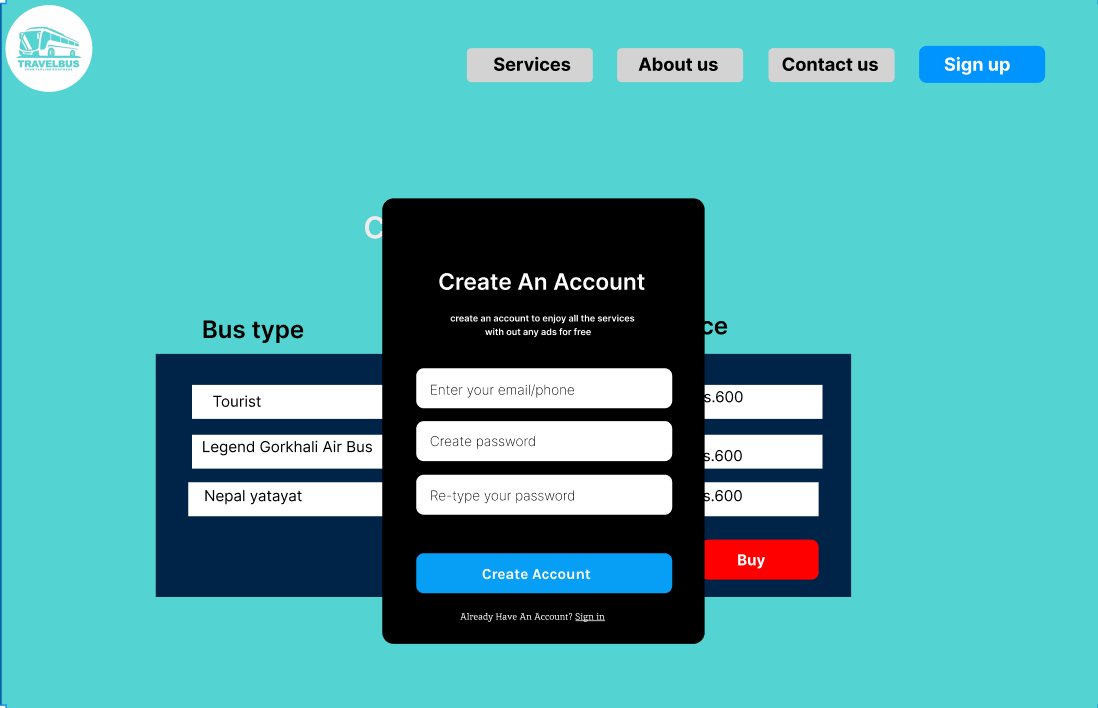 TRAVELBUS
Services
About us
Contact us
Sign up
C
Create An Account
create an account to enjoy all the services
with out any ads for free
Bus type
ce
Enter your email/phone
Tourist
s.600
Create password
Legend Gorkhali Air Bus
s.600
Re-type your password
Nepal yatayat
s.600
Buy
Create Account
Already Have An Account? Sign in